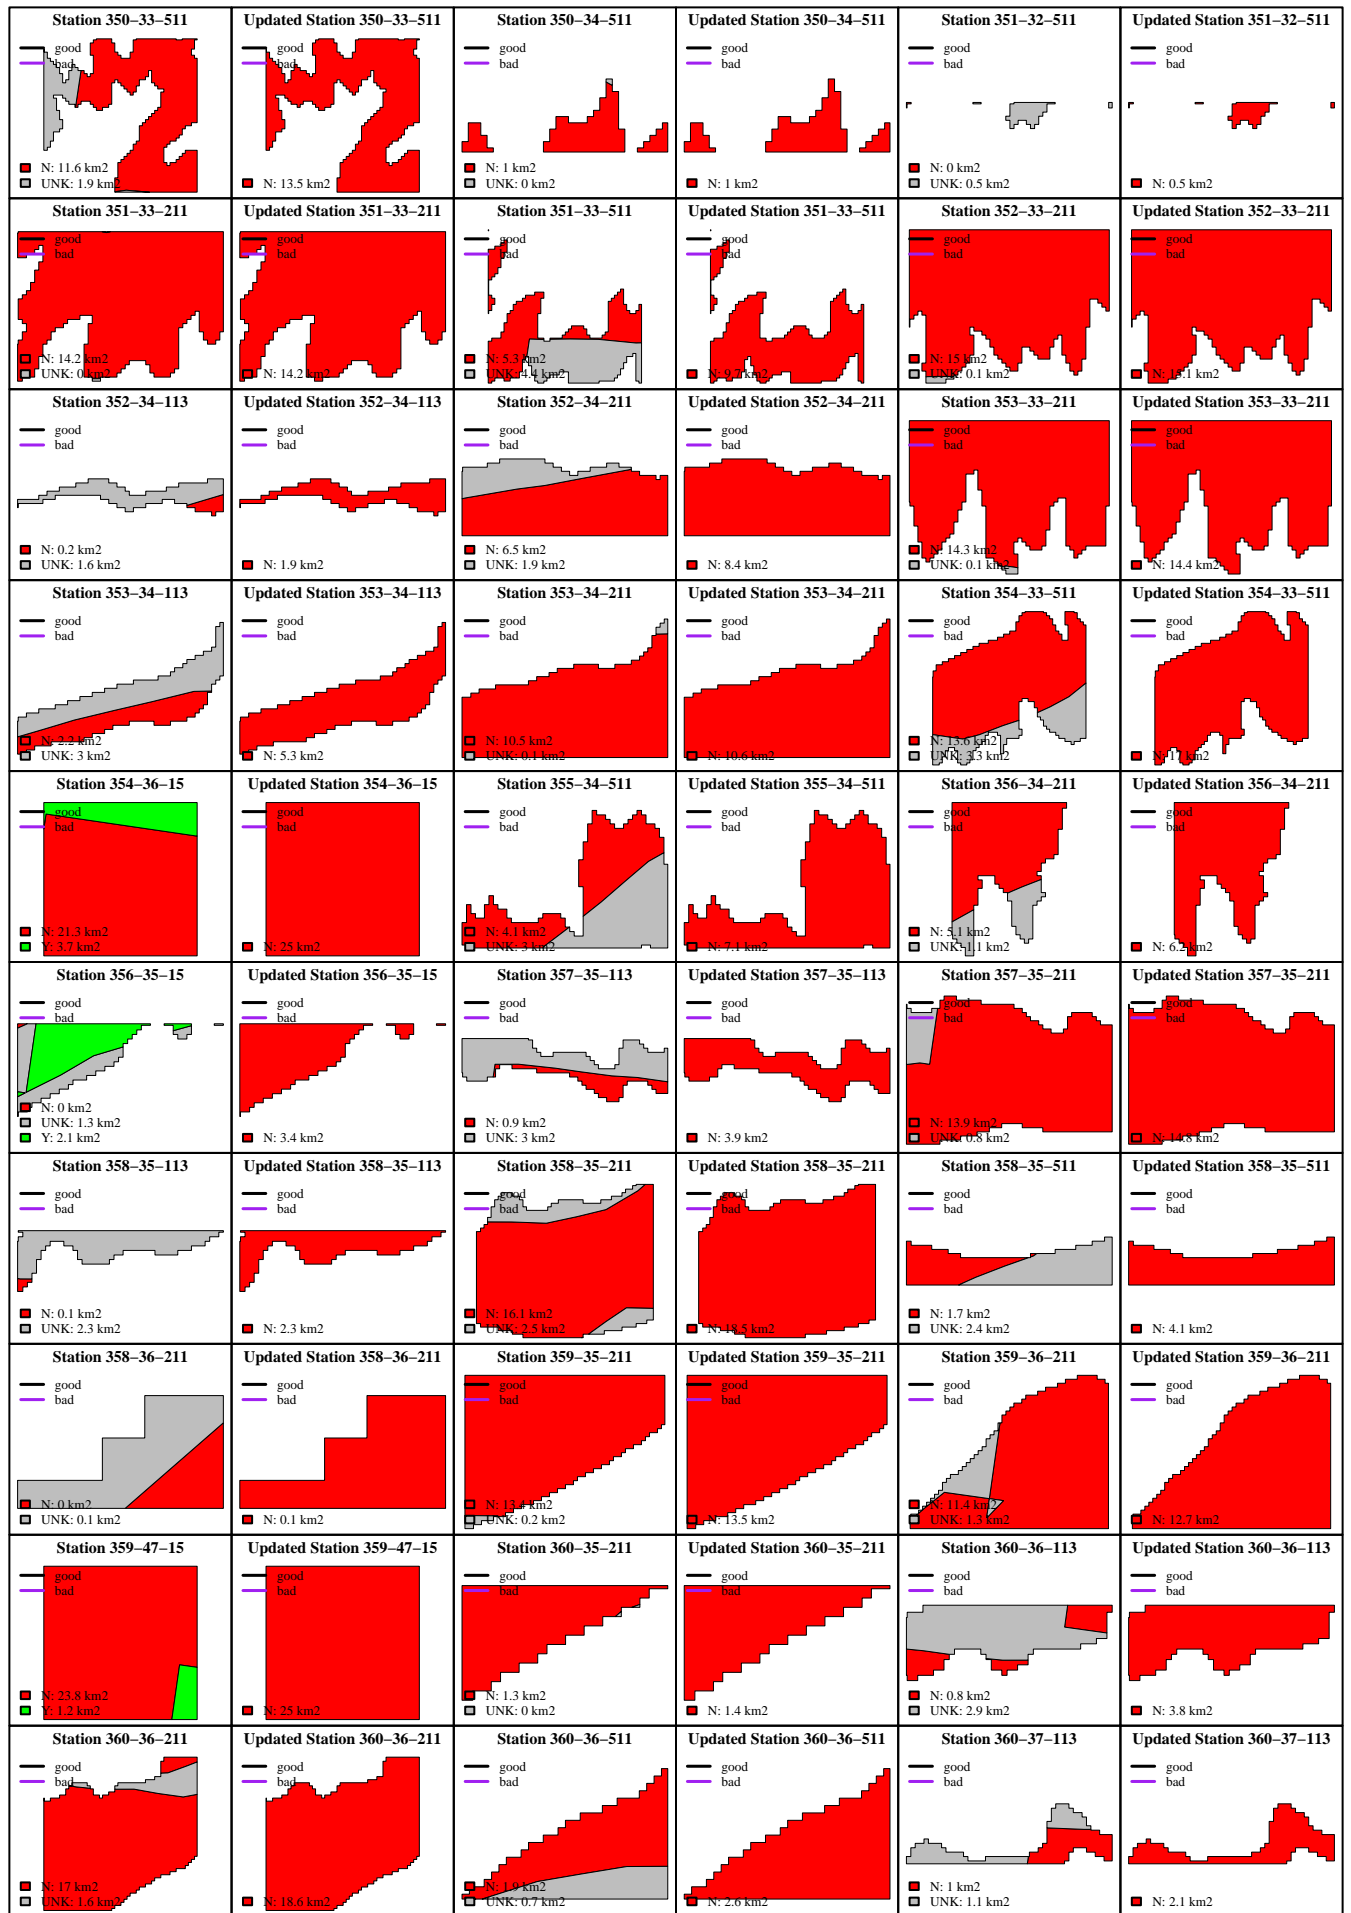 Station 350−33−511
good
bad
N: 11.6 km2
UNK: 1.9 km2
Updated Station 350−33−511
good
bad
N: 13.5 km2
Station 350−34−511
good
bad
N: 1 km2
UNK: 0 km2
Updated Station 350−34−511
good
bad
N: 1 km2
Station 351−32−511
good
bad
N: 0 km2
UNK: 0.5 km2
Updated Station 351−32−511
good
bad
N: 0.5 km2
Station 351−33−211
good
bad
N: 14.2 km2
UNK: 0 km2
Updated Station 351−33−211
good
bad
N: 14.2 km2
Station 351−33−511
good
bad
N: 5.3 km2
UNK: 4.4 km2
Updated Station 351−33−511
good
bad
N: 9.7 km2
Station 352−33−211
good
bad
N: 15 km2
UNK: 0.1 km2
Updated Station 352−33−211
good
bad
N: 15.1 km2
Station 352−34−113
good
bad
N: 0.2 km2
UNK: 1.6 km2
Updated Station 352−34−113
good
bad
N: 1.9 km2
Station 352−34−211
good
bad
N: 6.5 km2
UNK: 1.9 km2
Updated Station 352−34−211
good
bad
N: 8.4 km2
Station 353−33−211
good
bad
N: 14.3 km2
UNK: 0.1 km2
Updated Station 353−33−211
good
bad
N: 14.4 km2
Station 353−34−113
good
bad
N: 2.2 km2
UNK: 3 km2
Updated Station 353−34−113
good
bad
N: 5.3 km2
Station 353−34−211
good
bad
N: 10.5 km2
UNK: 0.1 km2
Updated Station 353−34−211
good
bad
N: 10.6 km2
Station 354−33−511
good
bad
N: 13.6 km2
UNK: 3.3 km2
Updated Station 354−33−511
good
bad
N: 17 km2
Station 354−36−15
good
bad
N: 21.3 km2
Y: 3.7 km2
Updated Station 354−36−15
good
bad
N: 25 km2
Station 355−34−511
good
bad
N: 4.1 km2
UNK: 3 km2
Updated Station 355−34−511
good
bad
N: 7.1 km2
Station 356−34−211
good
bad
N: 5.1 km2
UNK: 1.1 km2
Updated Station 356−34−211
good
bad
N: 6.2 km2
Station 356−35−15
good
bad
N: 0 km2
UNK: 1.3 km2
Y: 2.1 km2
Updated Station 356−35−15
good
bad
N: 3.4 km2
Station 357−35−113
good
bad
N: 0.9 km2
UNK: 3 km2
Updated Station 357−35−113
good
bad
N: 3.9 km2
Station 357−35−211
good
bad
N: 13.9 km2
UNK: 0.8 km2
Updated Station 357−35−211
good
bad
N: 14.8 km2
Station 358−35−113
good
bad
N: 0.1 km2
UNK: 2.3 km2
Updated Station 358−35−113
good
bad
N: 2.3 km2
Station 358−35−211
good
bad
N: 16.1 km2
UNK: 2.5 km2
Updated Station 358−35−211
good
bad
N: 18.5 km2
Station 358−35−511
good
bad
N: 1.7 km2
UNK: 2.4 km2
Updated Station 358−35−511
good
bad
N: 4.1 km2
Station 358−36−211
good
bad
N: 0 km2
UNK: 0.1 km2
Updated Station 358−36−211
good
bad
N: 0.1 km2
Station 359−35−211
good
bad
N: 13.4 km2
UNK: 0.2 km2
Updated Station 359−35−211
good
bad
N: 13.5 km2
Station 359−36−211
good
bad
N: 11.4 km2
UNK: 1.3 km2
Updated Station 359−36−211
good
bad
N: 12.7 km2
Station 359−47−15
good
bad
N: 23.8 km2
Y: 1.2 km2
Updated Station 359−47−15
good
bad
N: 25 km2
Station 360−35−211
good
bad
N: 1.3 km2
UNK: 0 km2
Updated Station 360−35−211
good
bad
N: 1.4 km2
Station 360−36−113
good
bad
N: 0.8 km2
UNK: 2.9 km2
Updated Station 360−36−113
good
bad
N: 3.8 km2
Station 360−36−211
good
bad
N: 17 km2
UNK: 1.6 km2
Updated Station 360−36−211
good
bad
N: 18.6 km2
Station 360−36−511
good
bad
N: 1.9 km2
UNK: 0.7 km2
Updated Station 360−36−511
good
bad
N: 2.6 km2
Station 360−37−113
good
bad
N: 1 km2
UNK: 1.1 km2
Updated Station 360−37−113
good
bad
N: 2.1 km2